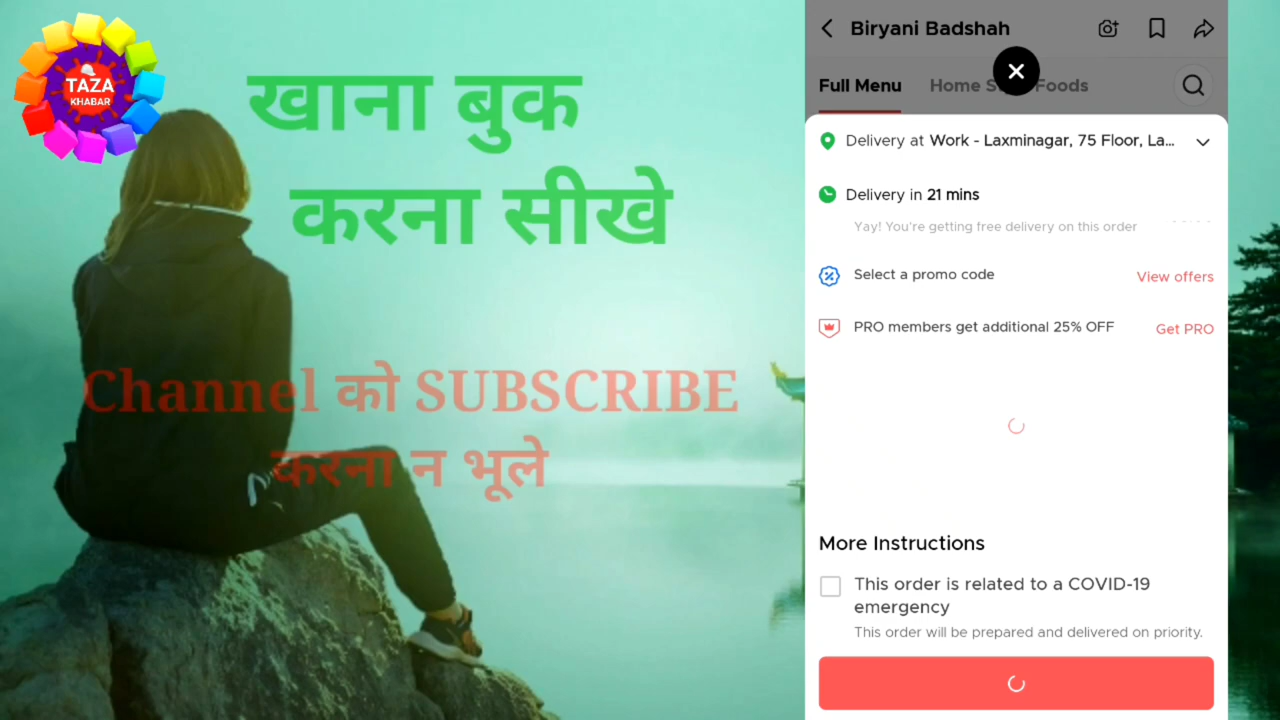 TAZA
KHABAR
खाना बुक
करना सीखे
Channel को SUBSCRIBE
करना न भूले
Biryani Badshah
Full Menu
Delivery at Work - Laxminagar, 75 Floor, La...
Delivery in 21 mins
Yay! You're getting free delivery on this order
Select a promo code View offers
PRO members get additional 25% OFF Get PRO
More Instructions
This order is related to a COVID-19
emergency
This order will be prepared and delivered on priority.